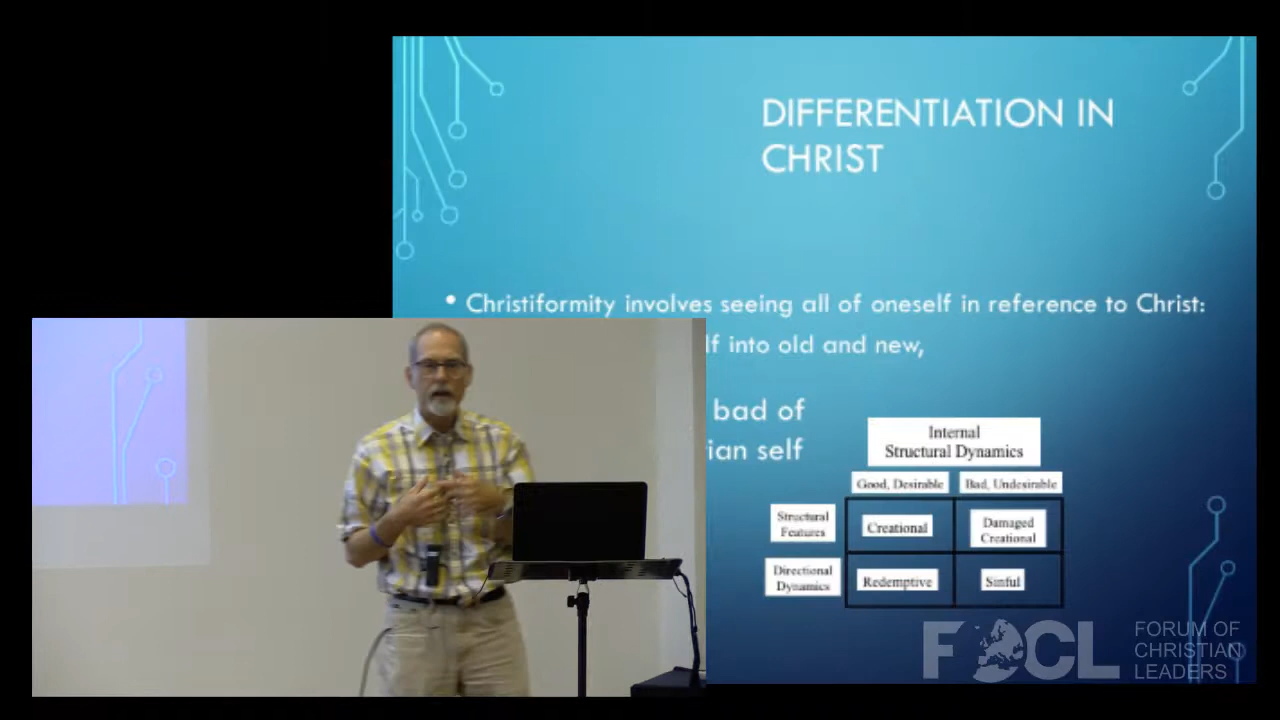 DIFFERENTIATION IN
CHRIST
• Christiformity involves seeing all of oneself in reference to Christ:
into old and new,
bad of
self
Internal
Structural Dynamics
Good, Desirable
Bad, Undesirable
Structural
Features
Creational
Damaged
Creational
Directional
Dynamics
Redemptive
Sinful
FOCL
FORUM OF
CHRISTIAN
LEADERS